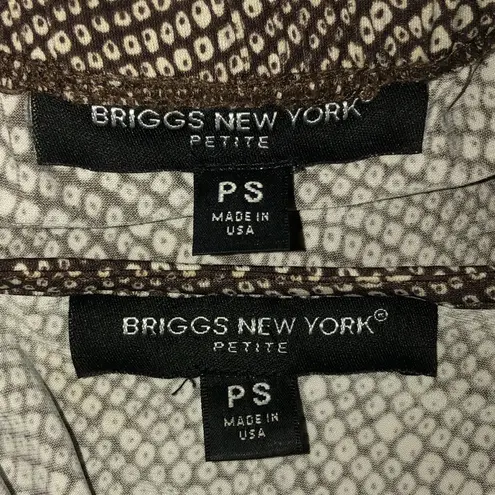 BRIGGS NEW YORK
PETITE
PS
MADE IN
USA
BRIGGS NEW YORK®
PETITE
PS
MADE IN
USA